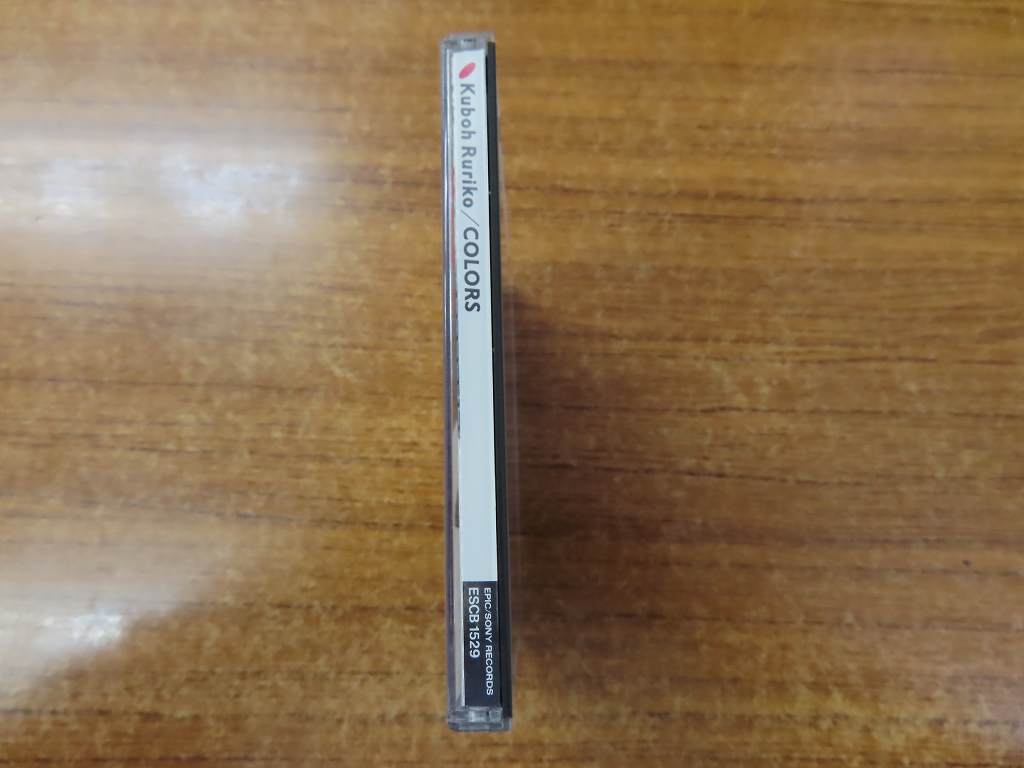 Kuboh Ruriko/COLORS
EPIC/SONY RECORDS
ESCB 1529